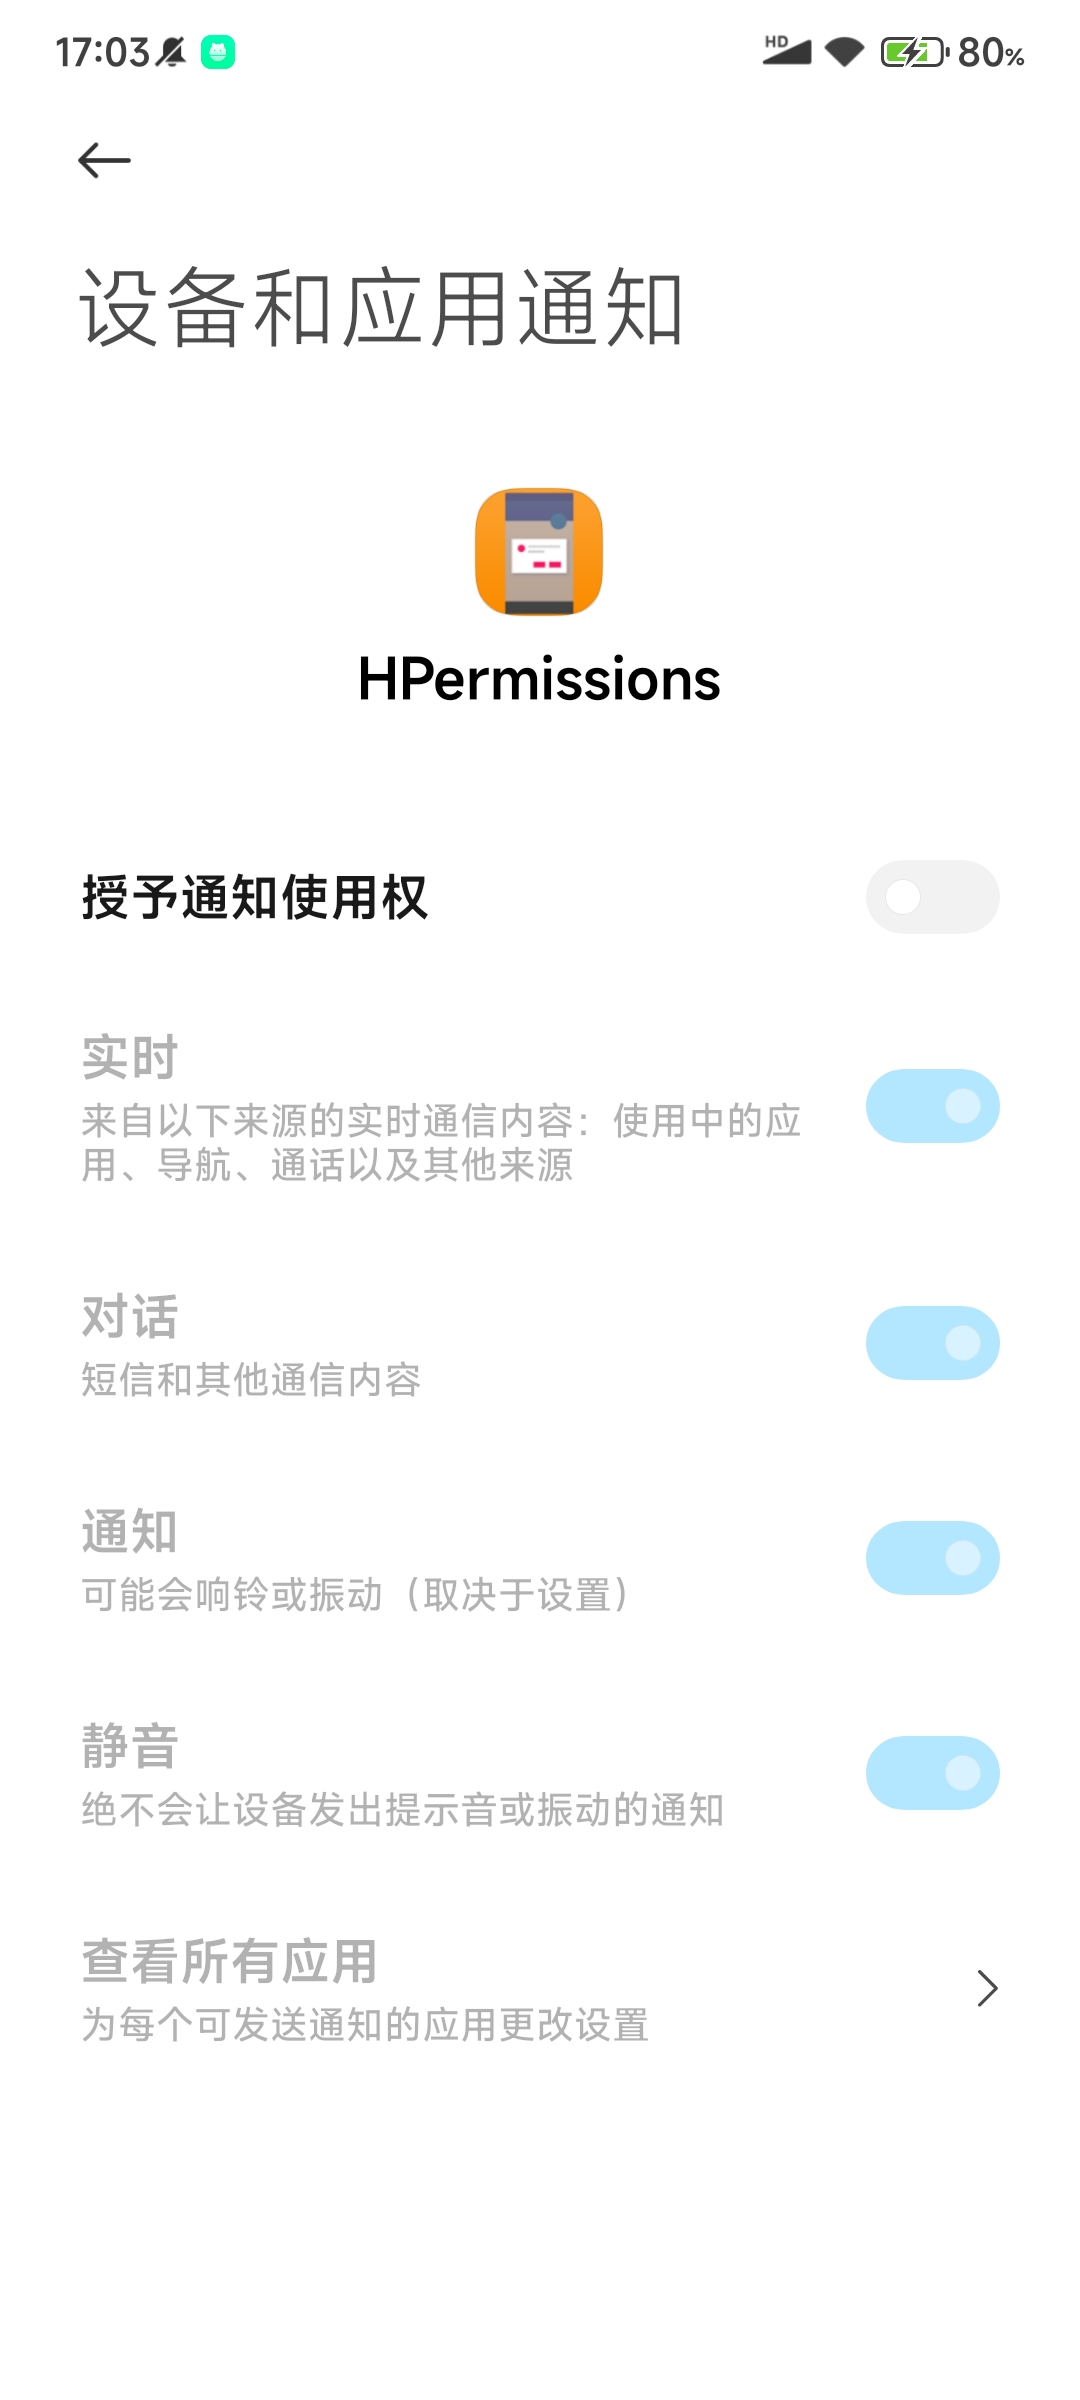 17:03
HD
80%
设备和应用通知
HPermissions
授予通知使用权
实时
来自以下来源的实时通信内容：使用中的应
用、导航、通话以及其他来源
对话
短信和其他通信内容
通知
可能会响铃或振动（取决于设置）
静音
绝不会让设备发出提示音或振动的通知
查看所有应用
为每个可发送通知的应用更改设置